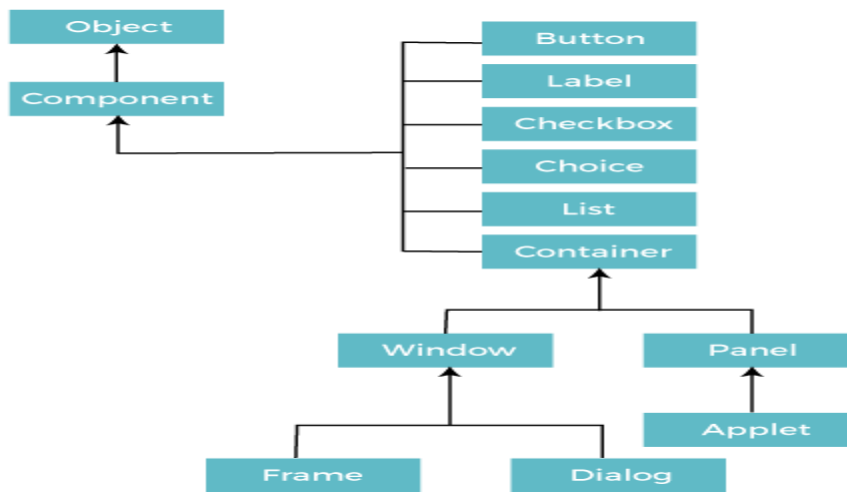 Object
Component
Button
Label
Checkbox
Choice
List
Container
Window
Panel
Applet
Frame
Dialog